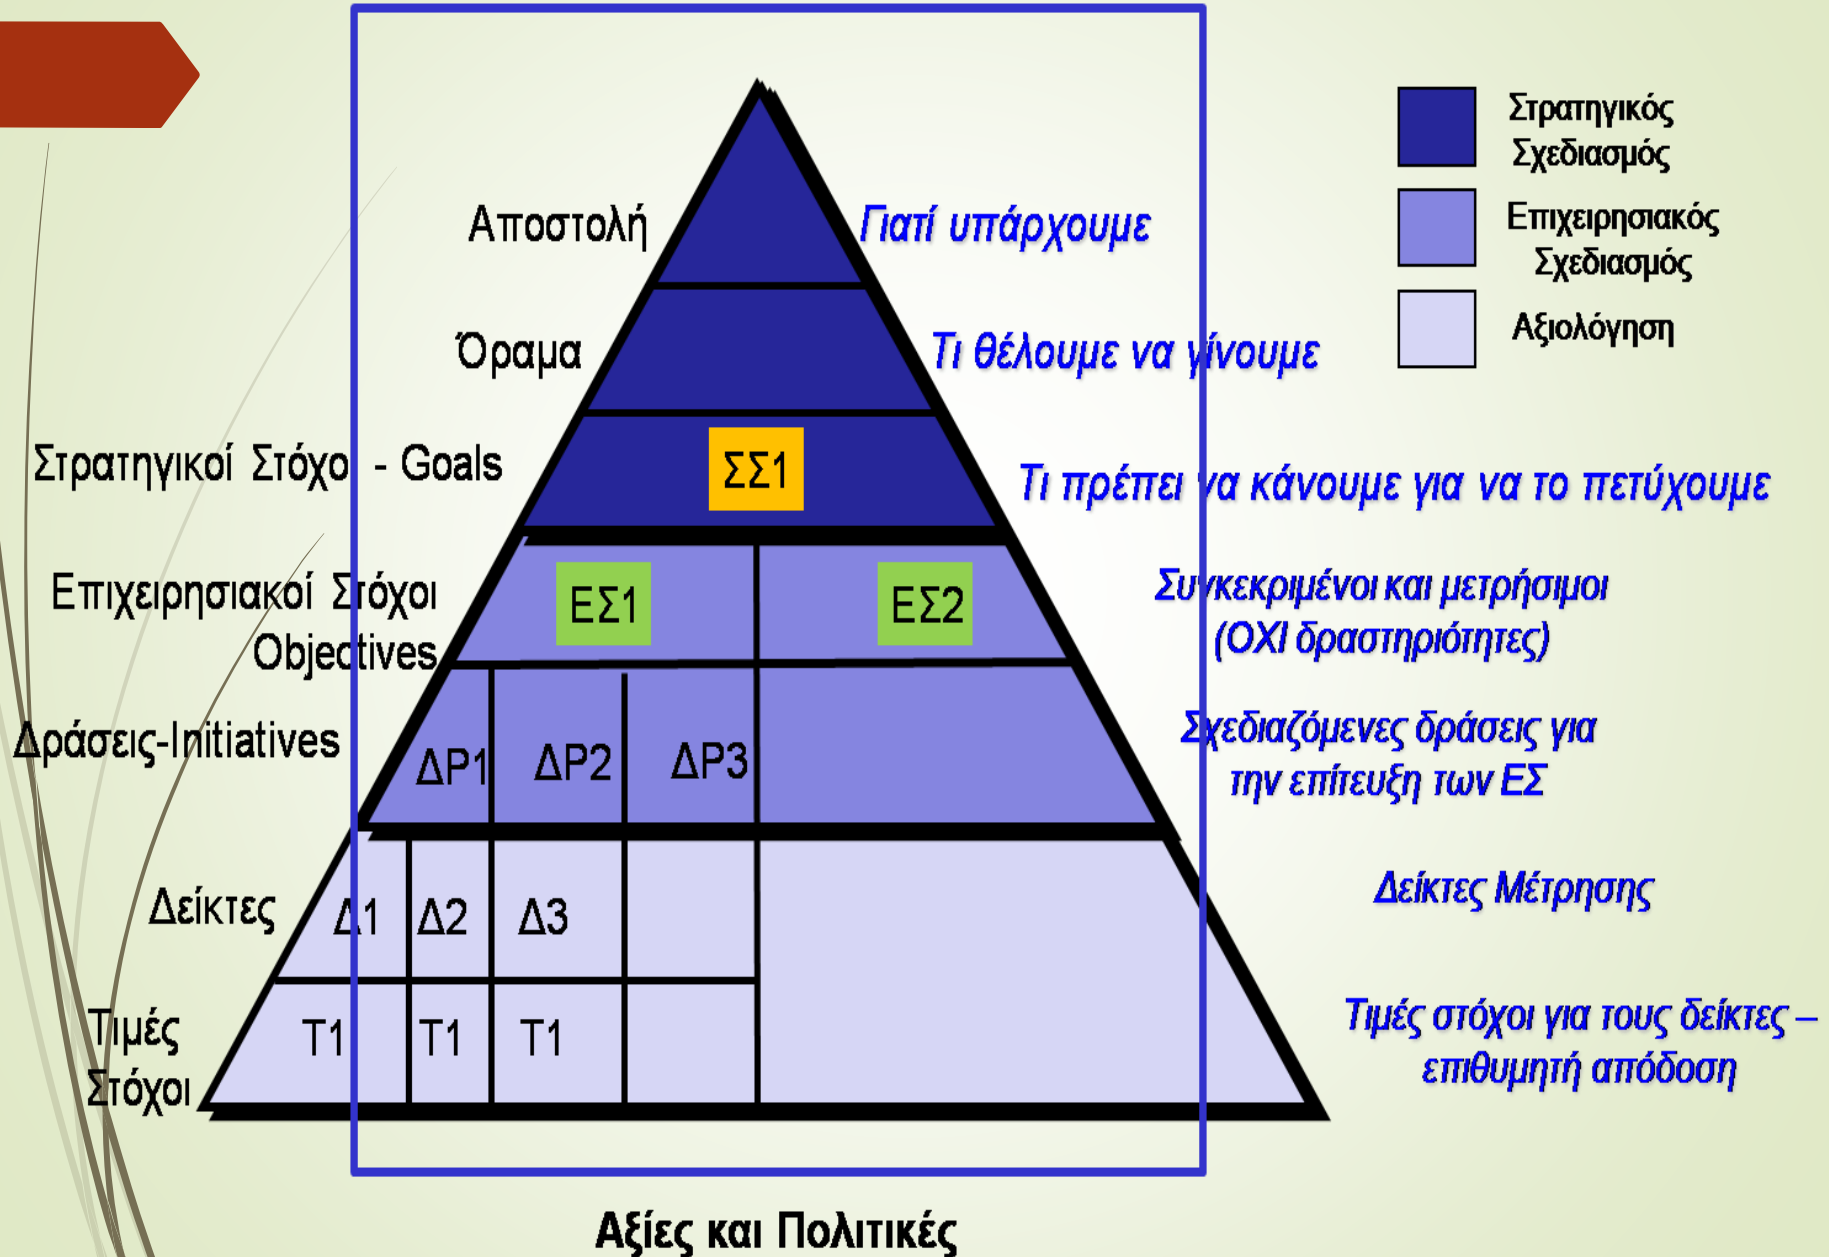 Στρατηγικός
Σχεδιασμός
Επιχειρησιακός
Σχεδιασμός
Αξιολόγηση
Αποστολή
Γιατί υπάρχουμε
Όραμα
Τι θέλουμε να γίνουμε
Στρατηγικοί Στόχοι - Goals
ΣΣ1
Τι πρέπει να κάνουμε για να το πετύχουμε
Επιχειρησιακοί Στόχοι
Objectives
ΕΣ1
ΕΣ2
Συγκεκριμένοι και μετρήσιμοι
(ΟΧΙ δραστηριότητες)
Δράσεις-Initiatives
ΔΡ1
ΔΡ2
ΔΡ3
Σχεδιαζόμενες δράσεις για
την επίτευξη των ΕΣ
Δείκτες
Δ1
Δ2
Δ3
Δείκτες Μέτρησης
Τιμές
Στόχοι
Τ1
Τ1
Τ1
Τιμές στόχοι για τους δείκτες –
επιθυμητή απόδοση
Αξίες και Πολιτικές